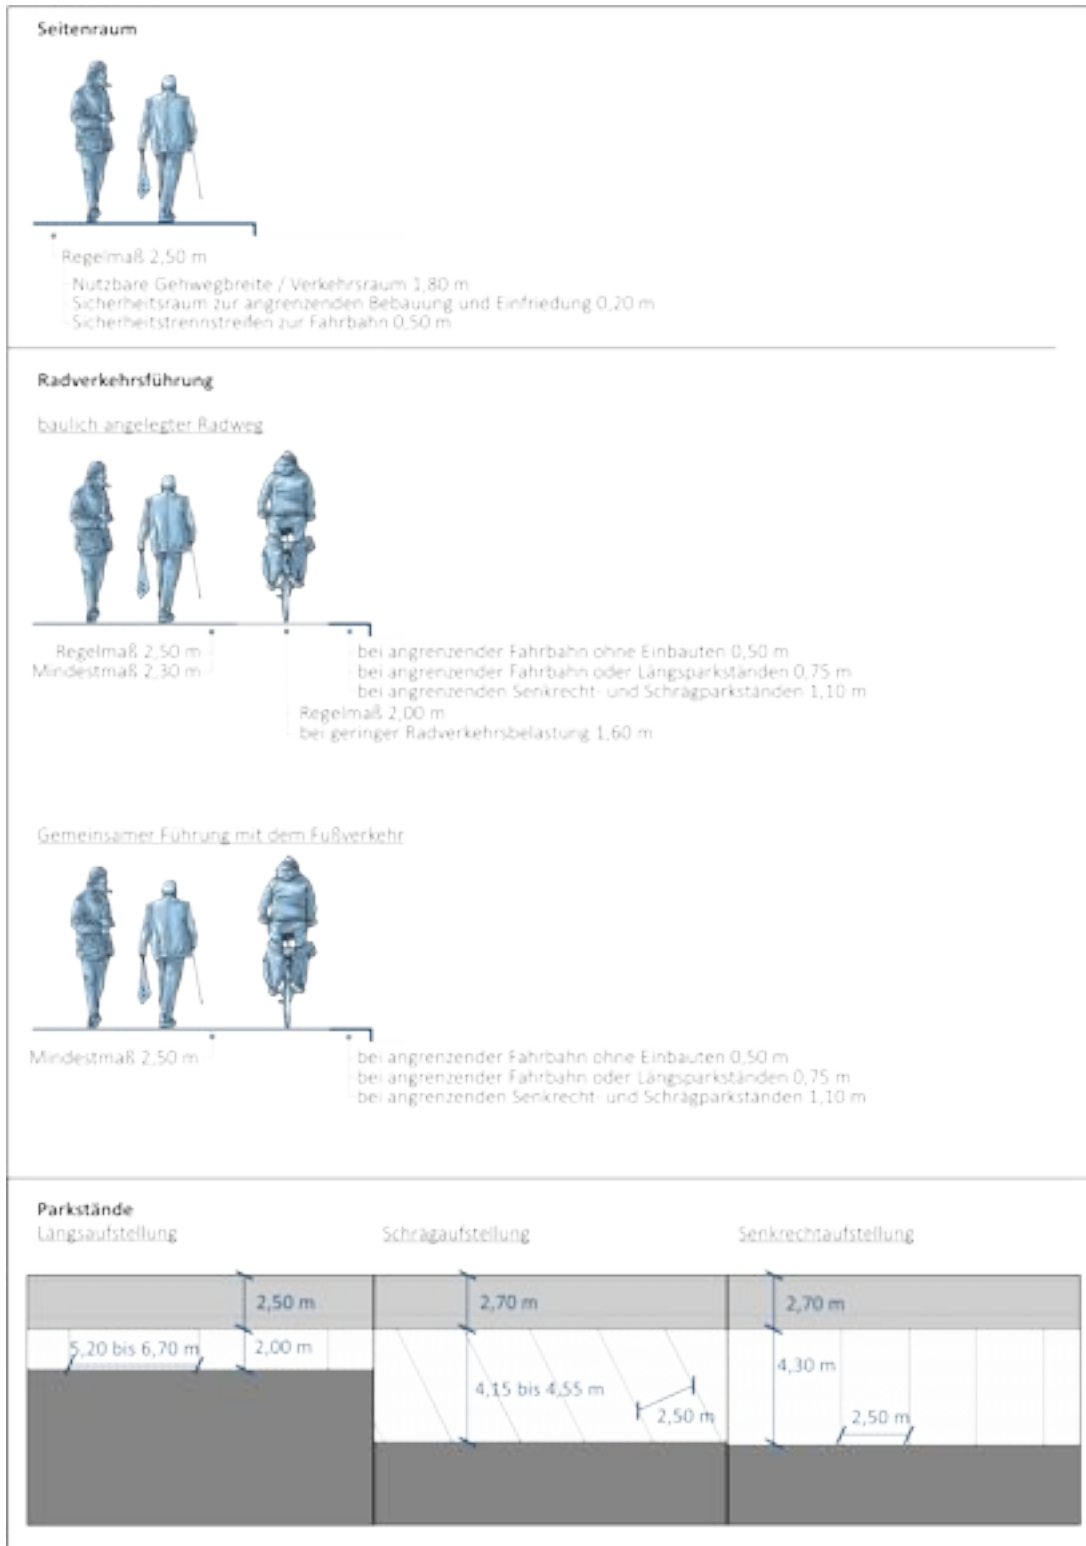 Seitenraum
Regelmaß 2,50 m
Nutzbare Gehwegbreite / Verkehrsraum 1,80 m
Sicherheitsraum zur angrenzenden Bebauung und Einfriedung 0,20 m
Sicherheitstrennstreifen zur Fahrbahn 0,50 m
Radverkehrsführung
baulich angelegter Radweg
Regelmaß 2,50 m
Mindestmaß 2,30 m
bei angrenzender Fahrbahn ohne Einbauten 0,50 m
bei angrenzender Fahrbahn oder Längsparkständen 0,75 m
bei angrenzenden Senkrecht- und Schrägparkständen 1,10 m
Regelmaß 2,00 m
bei geringer Radverkehrsbelastung 1,60 m
Gemeinsamer Führung mit dem Fußverkehr
Mindestmaß 2,50 m
bei angrenzender Fahrbahn ohne Einbauten 0,50 m
bei angrenzender Fahrbahn oder Längsparkständen 0,75 m
bei angrenzenden Senkrecht- und Schrägparkständen 1,10 m
Parkstände
Längsaufstellung
Schrägaufstellung
Senkrechtaufstellung
2,50 m
2,70 m
2,70 m
5,20 bis 6,70 m
2,00 m
4,15 bis 4,55 m
2,50 m
4,30 m
2,50 m